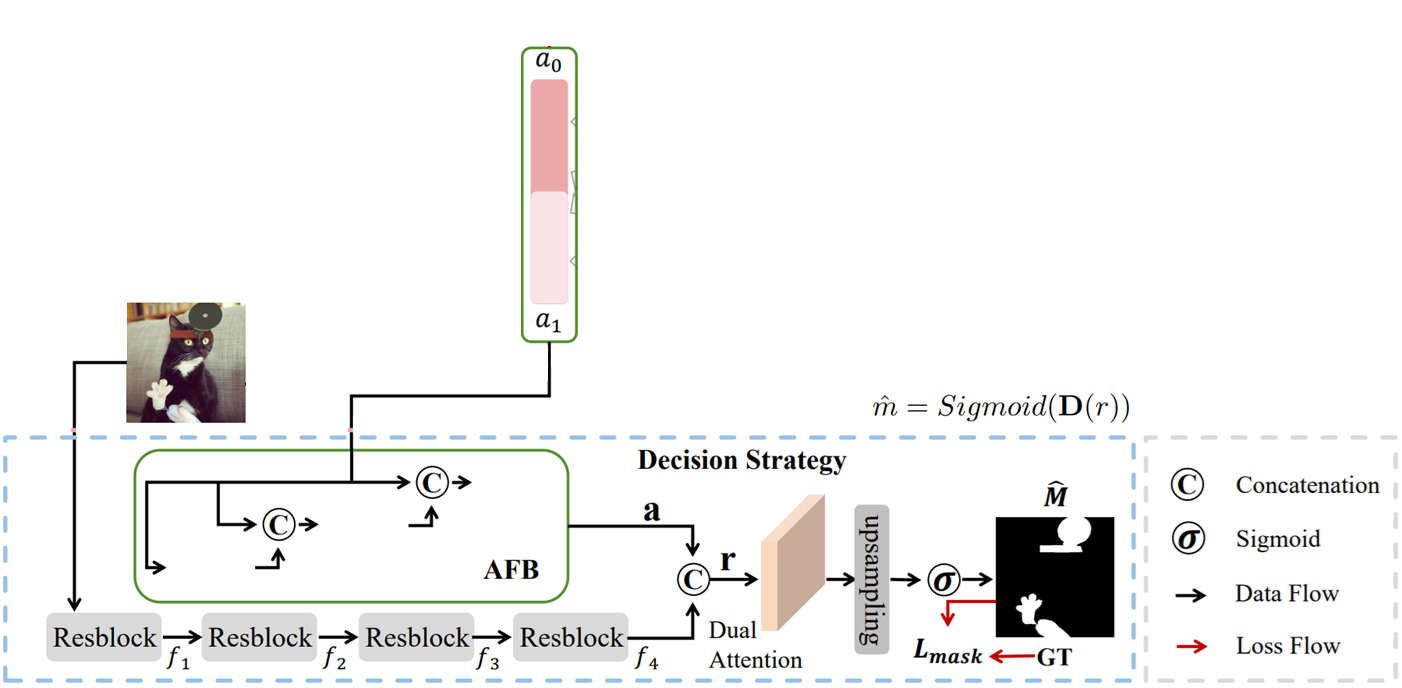 a₀
a₁
m̂ = Sigmoid(D(r))
Decision Strategy
C
C
AFB
a
C
r
Dual
Attention
upsampling
σ
M̂
Lmask
GT
Resblock
f₁
Resblock
f₂
Resblock
f₃
Resblock
f₄
C Concatenation
σ Sigmoid
Data Flow
Loss Flow